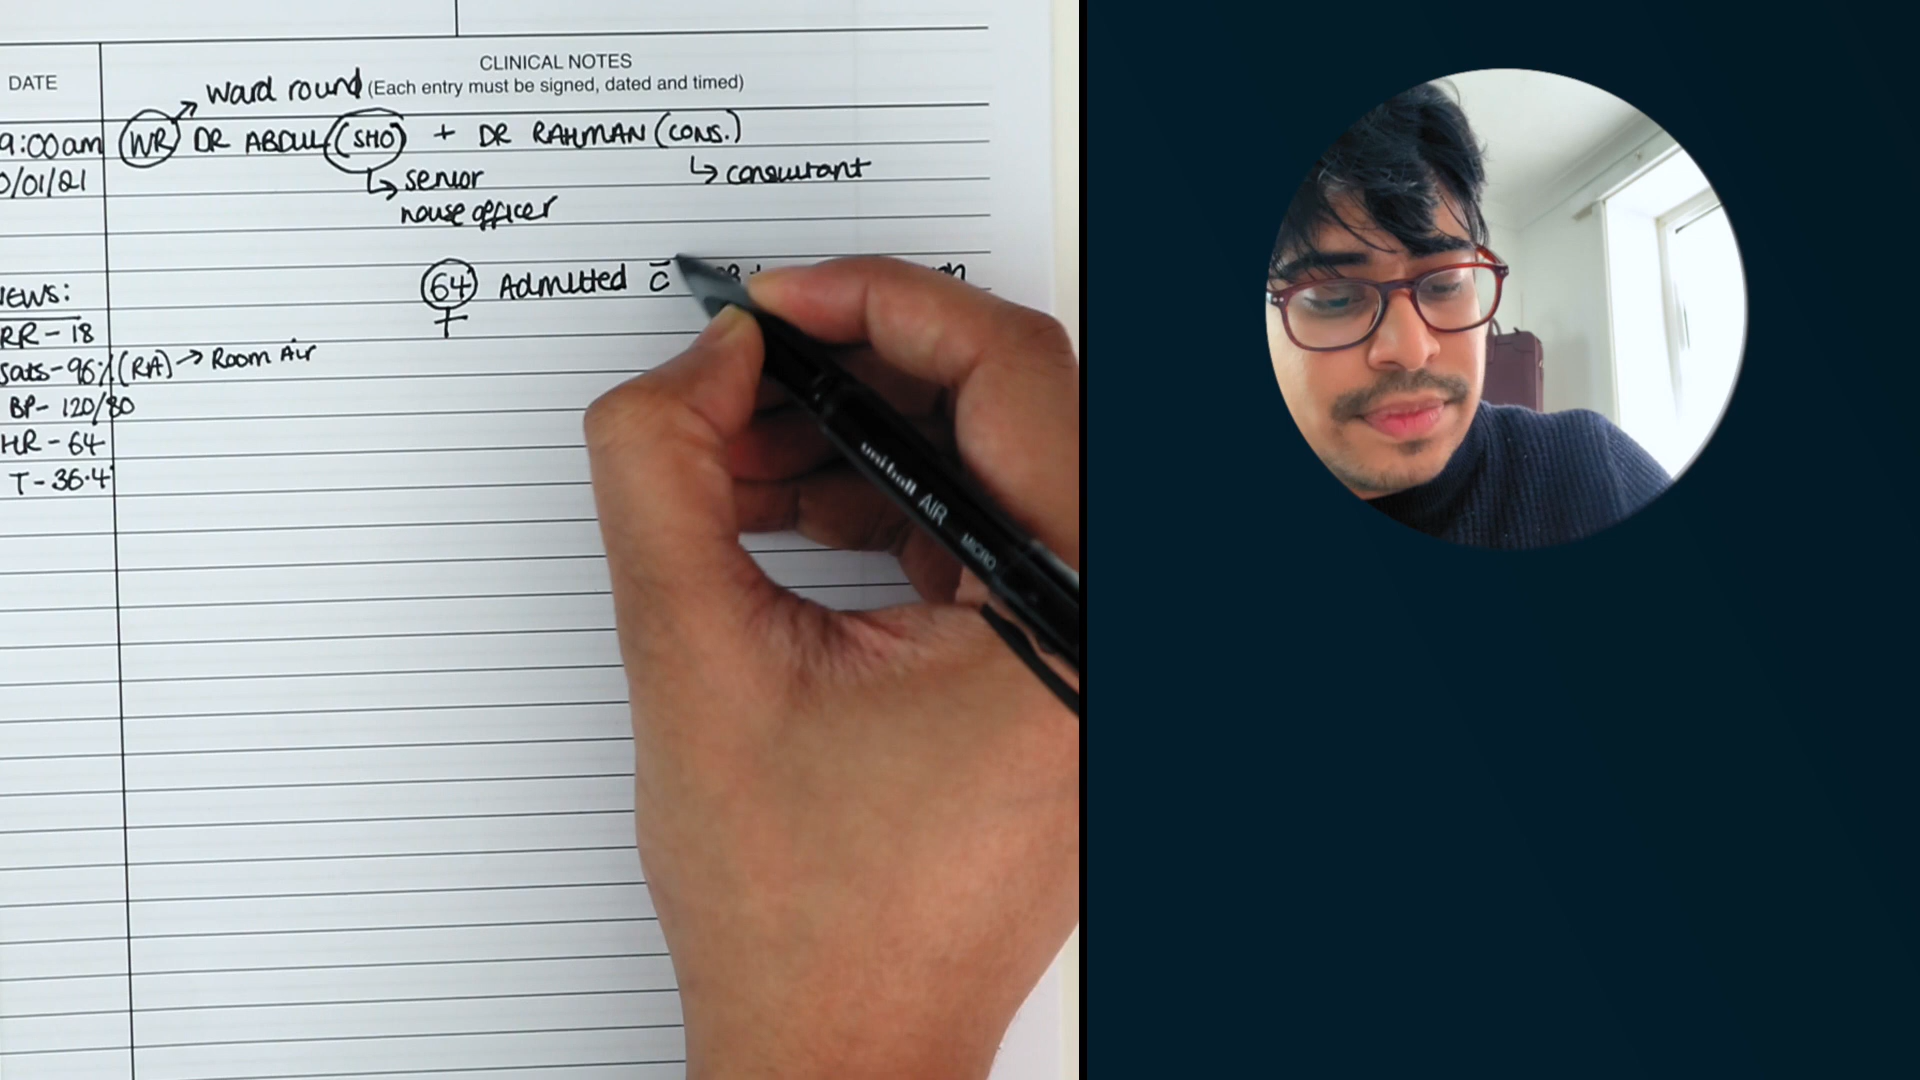 CLINICAL NOTES
DATE
ward round (Each entry must be signed, dated and timed)
9:00am WR DR ABDUL (SHO) + DR RAHMAN (CONS.)
/01/21
senior
consultant
house officer
64 Admitted c̄
NEWS:
RR - 18
Sats - 96% (RA) → Room Air
BP - 120/80
HR - 64
T - 36.4
uniball AIR
MICRO